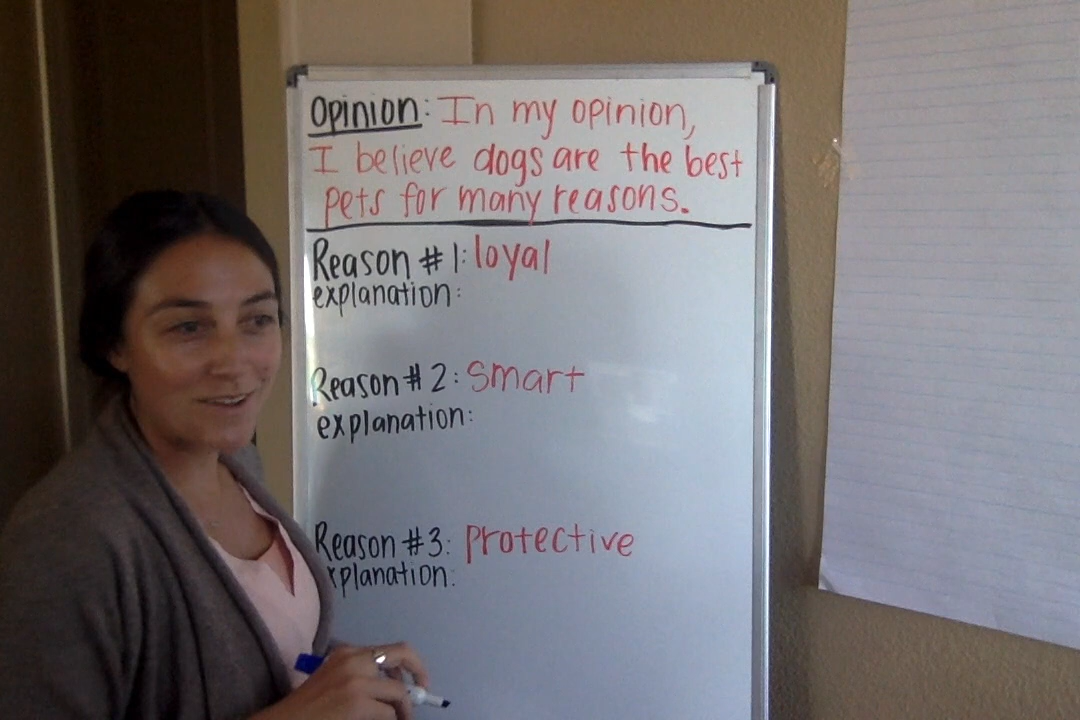 Opinion: In my opinion,
I believe dogs are the best
pets for many reasons.
Reason #1: loyal
explanation:
Reason #2: smart
explanation:
Reason #3: protective
xplanation: